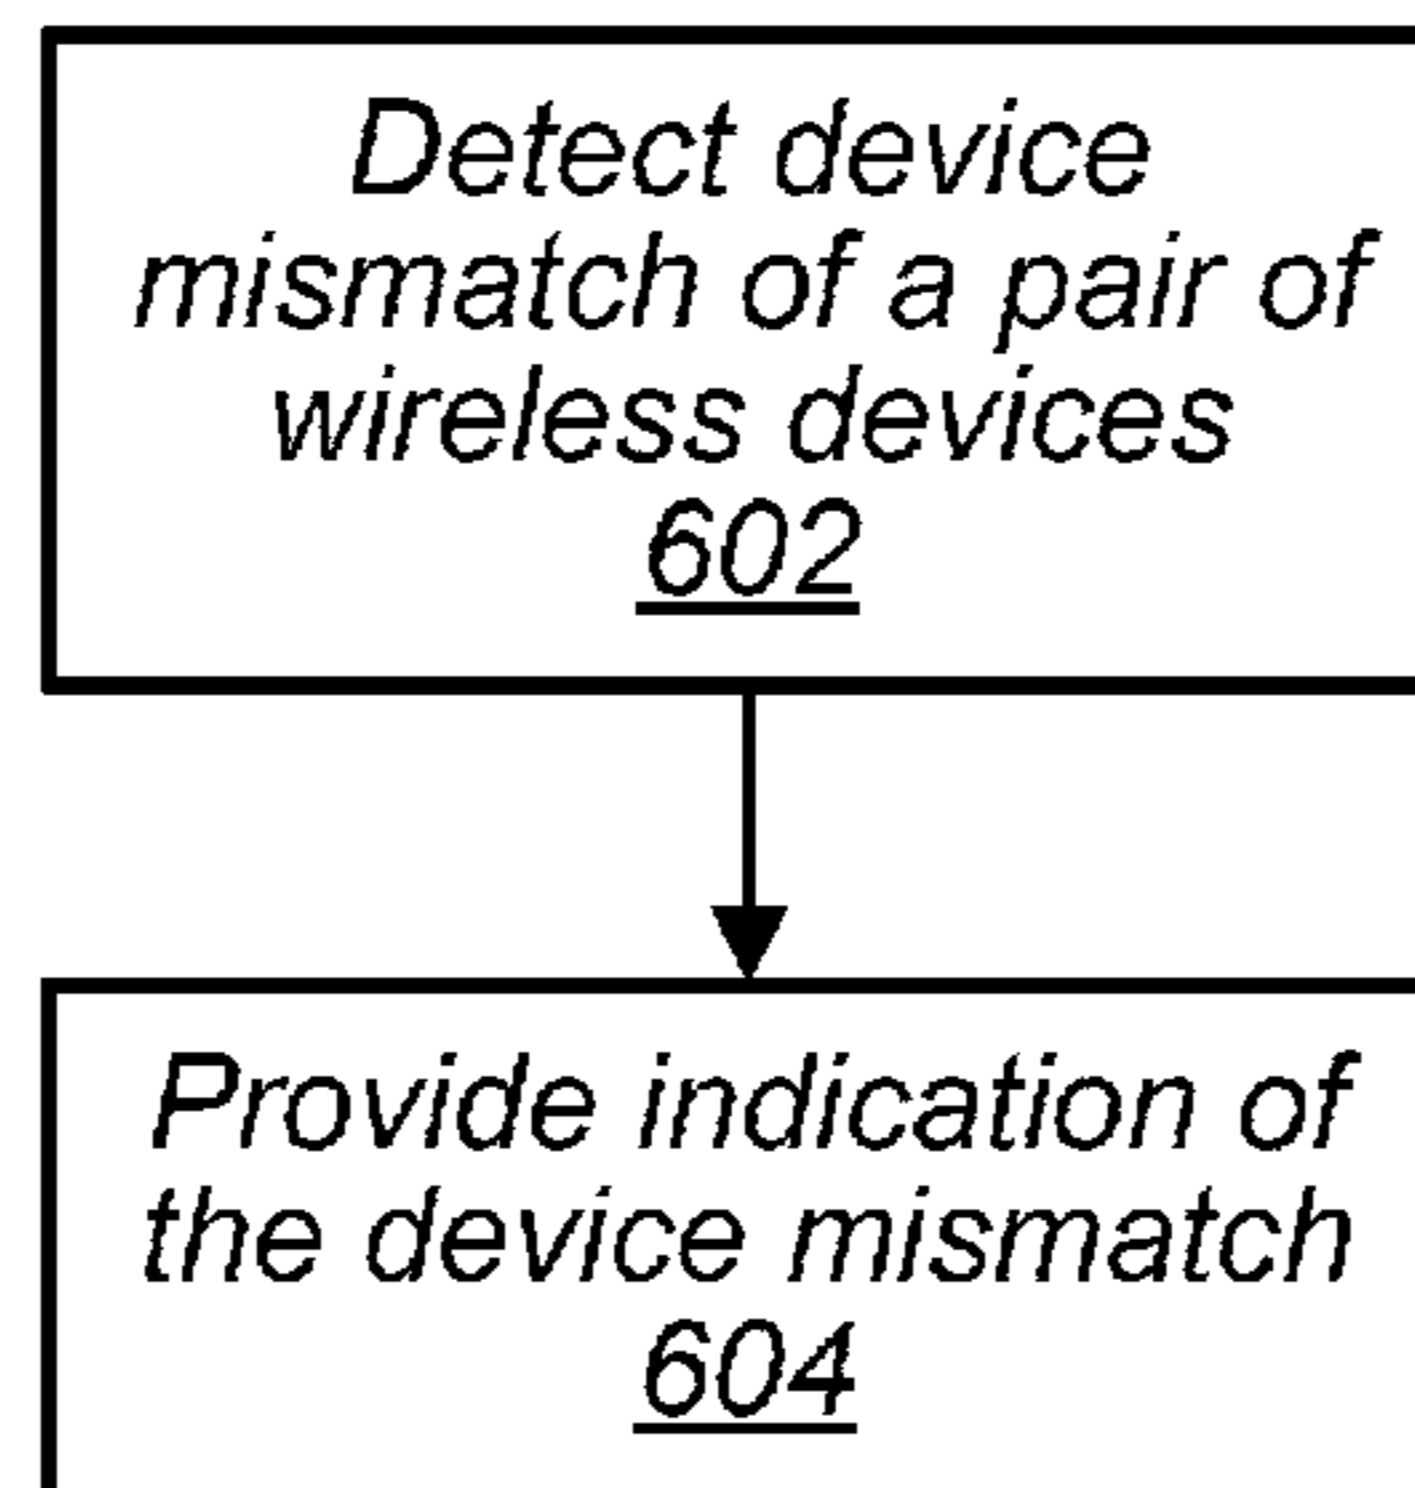 Detect device
mismatch of a pair of
wireless devices
602
Provide indication of
the device mismatch
604